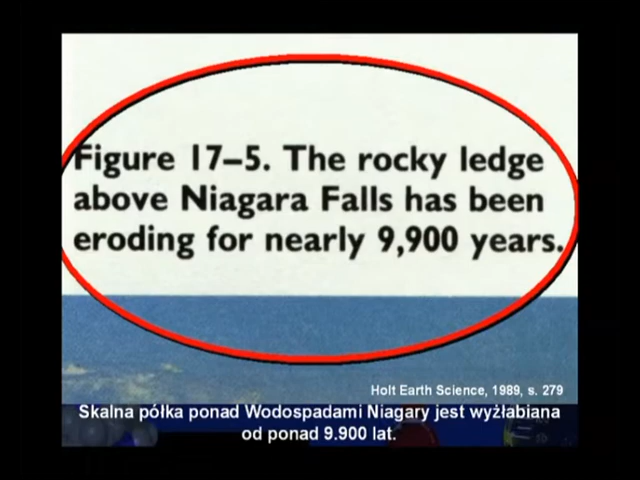 Figure 17–5. The rocky ledge
above Niagara Falls has been
eroding for nearly 9,900 years.
Holt Earth Science, 1989, s. 279
Skalna półka ponad Wodospadami Niagary jest wyżłabiana
od ponad 9.900 lat.